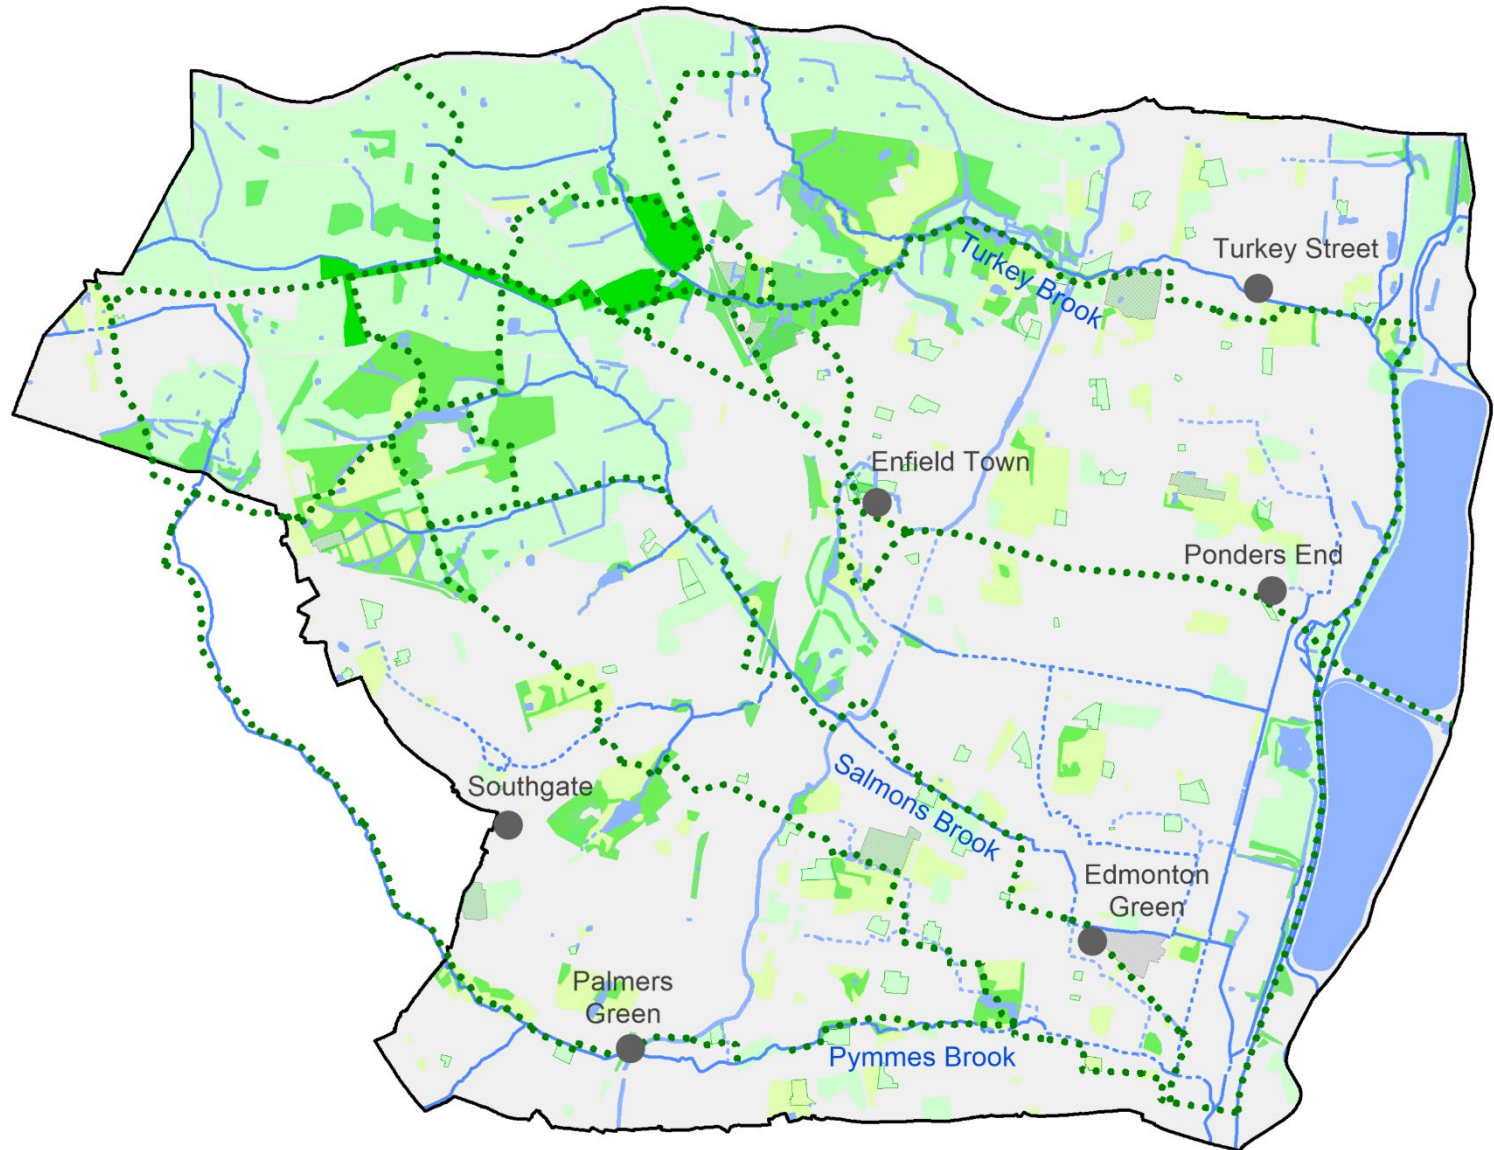 Turkey Street
Turkey Brook
Enfield Town
Ponders End
Southgate
Salmons Brook
Edmonton
Green
Palmers
Green
Pymmes Brook